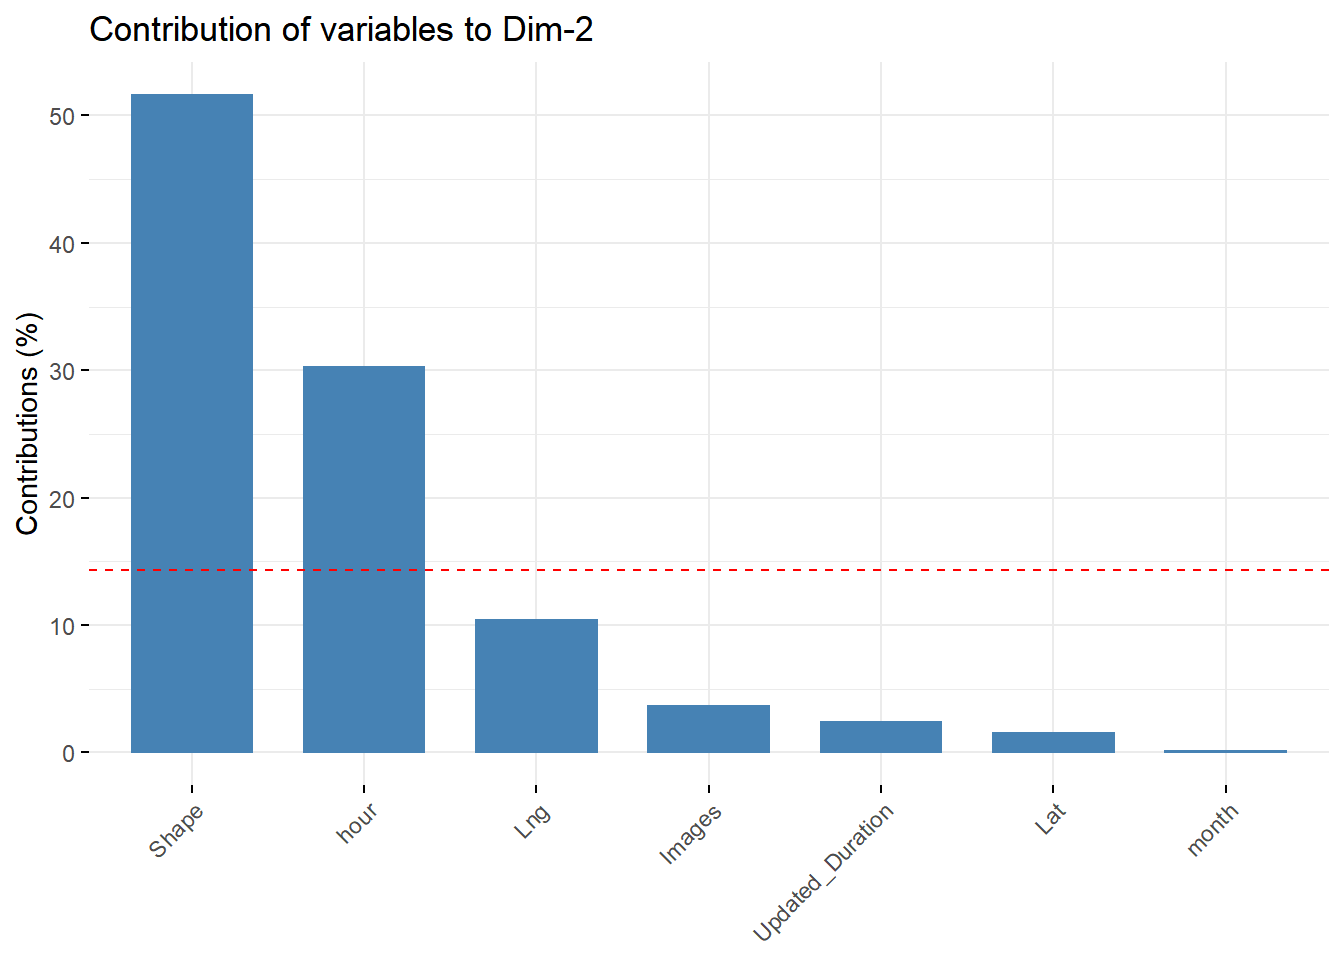 Contribution of variables to Dim-2
Contributions (%)
50
40
30
20
10
0
Shape
hour
Lng
Images
Updated_Duration
Lat
month